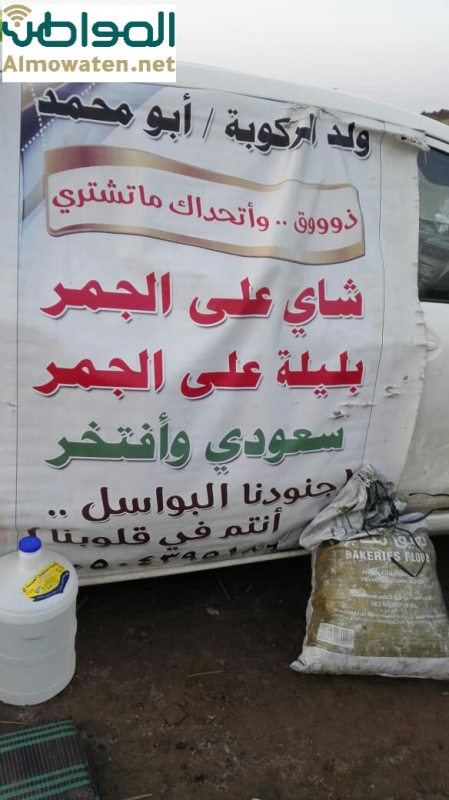 المواطن
Almowaten.net
ولد الركوبة / أبو محمد
ذوووق .. وأتحداك ماتشتري
شاي على الجمر
بليلة على الجمر
سعودي وأفتخر
لجنودنا البواسل ..
أنتم في قلوبنا
BAKERIES FLOUR